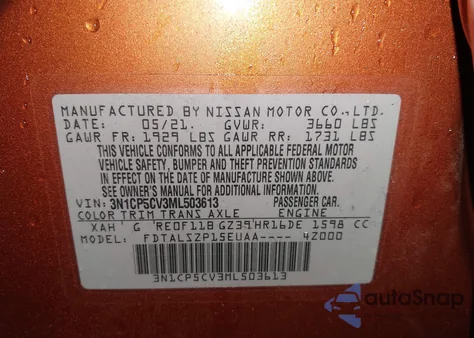 MANUFACTURED BY NISSAN MOTOR CO.,LTD.
DATE: 05/21. GVWR: 3660 LBS
GAWR FR: 1929 LBS GAWR RR: 1731 LBS
THIS VEHICLE CONFORMS TO ALL APPLICABLE FEDERAL MOTOR
VEHICLE SAFETY, BUMPER AND THEFT PREVENTION STANDARDS
IN EFFECT ON THE DATE OF MANUFACTURE SHOWN ABOVE.
SEE OWNER'S MANUAL FOR ADDITIONAL INFORMATION.
VIN: 3N1CP5CV3ML503613 PASSENGER CAR.
COLOR TRIM TRANS AXLE ENGINE
XAH G RE0F11B GZ39 HR16DE 1598 CC
MODEL: FDTALSZP15EUAA---- 42000
3N1CP5CV3ML503613
autoSnap